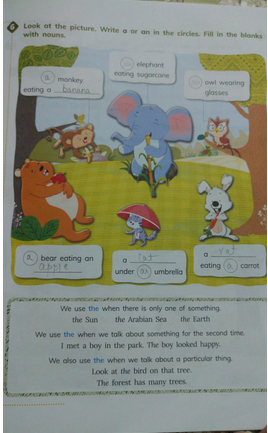 6 Look at the picture. Write a or an in the circles. Fill in the blanks
with nouns.
a monkey
eating a banana
an elephant
eating sugarcane
an owl wearing
glasses
a bear eating an
apple
a cat
under an umbrella
a rat
eating a carrot
We use the when there is only one of something.
the Sun the Arabian Sea the Earth
We use the when we talk about something for the second time.
I met a boy in the park. The boy looked happy.
We also use the when we talk about a particular thing.
Look at the bird on that tree.
The forest has many trees.